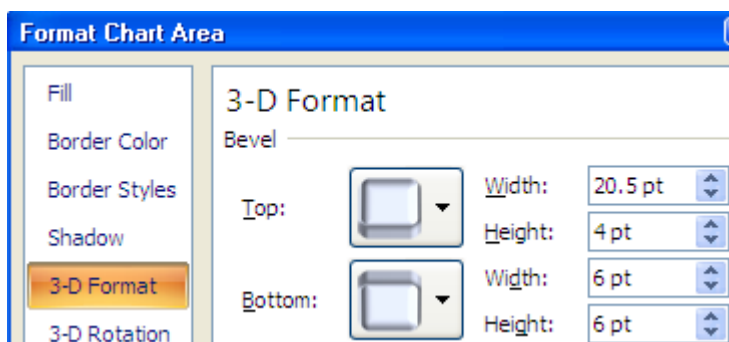 Format Chart Area
Fill
Border Color
Border Styles
Shadow
3-D Format
3-D Rotation
3-D Format
Bevel
Top:
Width: 20.5 pt
Height: 4 pt
Bottom:
Width: 6 pt
Height: 6 pt